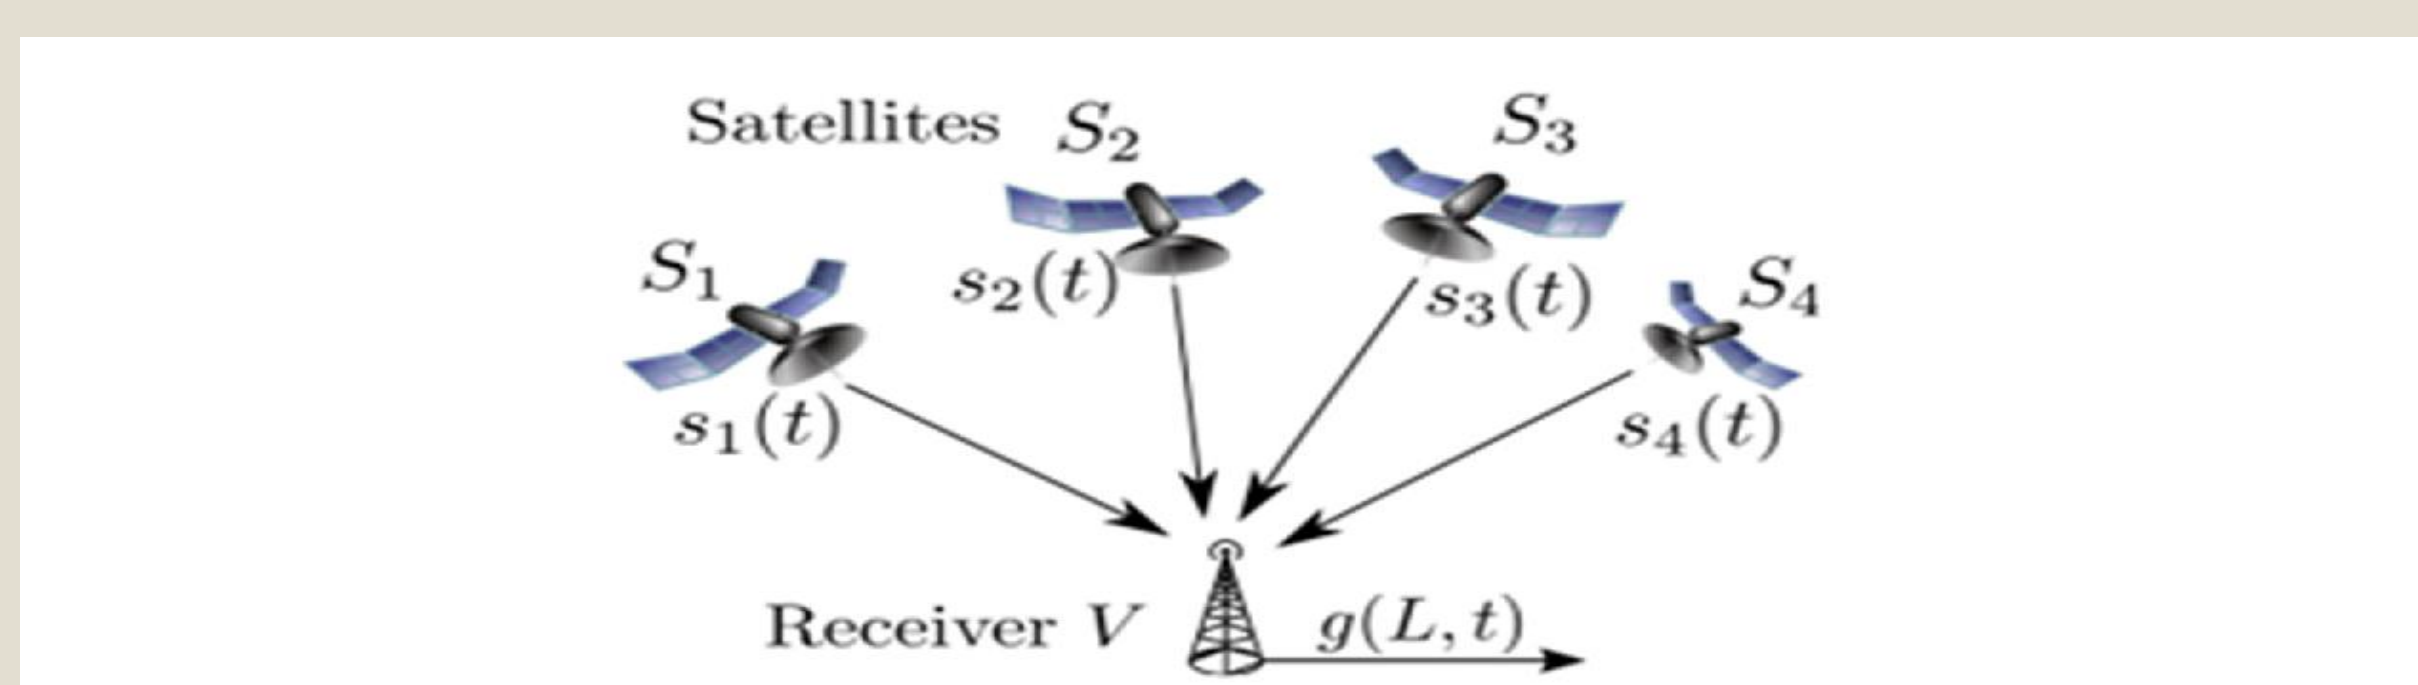 Satellites
S₂
S₃
S₁
S₄
s₂(t)
s₃(t)
s₁(t)
s₄(t)
Receiver V
g(L, t)